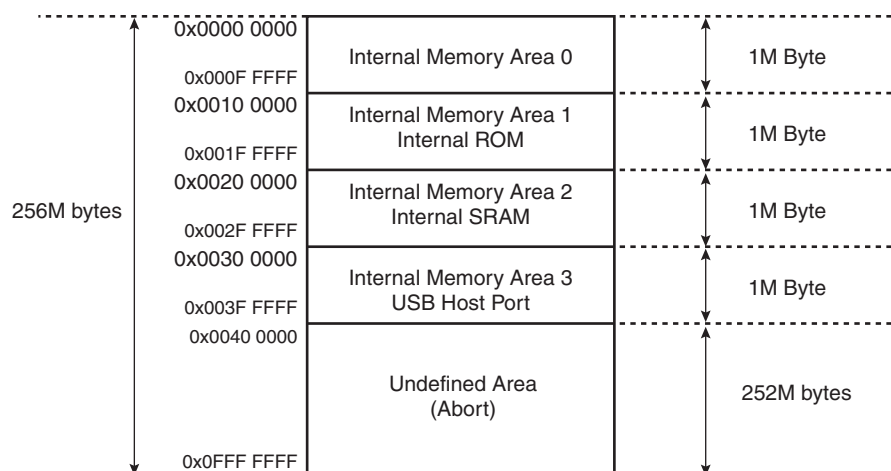 0x0000 0000
Internal Memory Area 0
1M Byte
0x000F FFFF
0x0010 0000
Internal Memory Area 1
Internal ROM
1M Byte
0x001F FFFF
0x0020 0000
256M bytes
Internal Memory Area 2
Internal SRAM
1M Byte
0x002F FFFF
0x0030 0000
Internal Memory Area 3
USB Host Port
1M Byte
0x003F FFFF
0x0040 0000
Undefined Area
(Abort)
252M bytes
0x0FFF FFFF